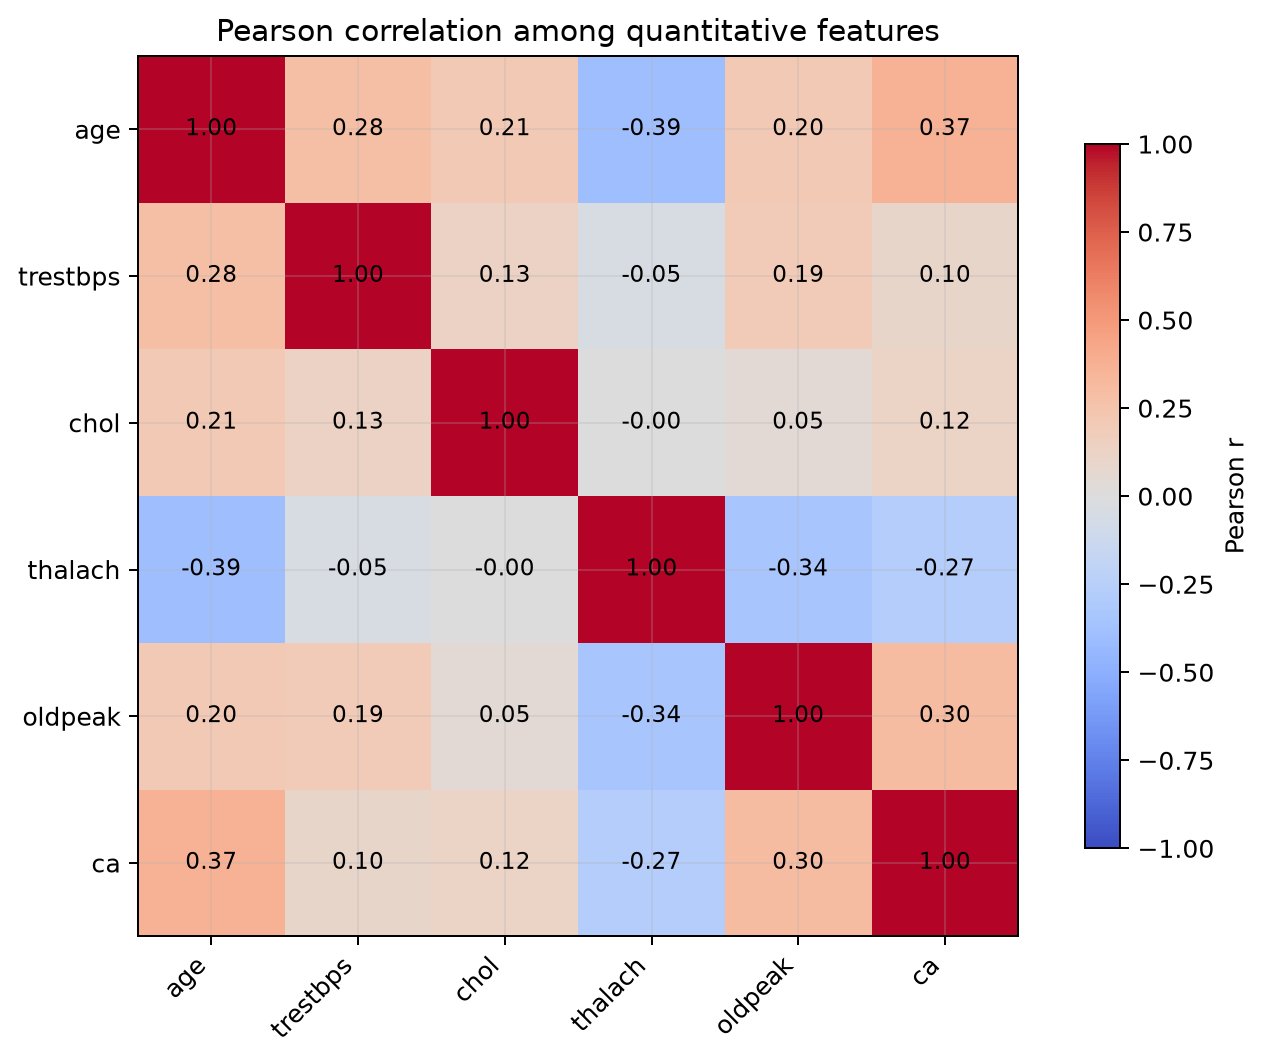 Pearson correlation among quantitative features
age 1.00 0.28 0.21 -0.39 0.20 0.37
trestbps 0.28 1.00 0.13 -0.05 0.19 0.10
chol 0.21 0.13 1.00 -0.00 0.05 0.12
thalach -0.39 -0.05 -0.00 1.00 -0.34 -0.27
oldpeak 0.20 0.19 0.05 -0.34 1.00 0.30
ca 0.37 0.10 0.12 -0.27 0.30 1.00
age trestbps chol thalach oldpeak ca
1.00
0.75
0.50
0.25
0.00
−0.25
−0.50
−0.75
−1.00
Pearson r